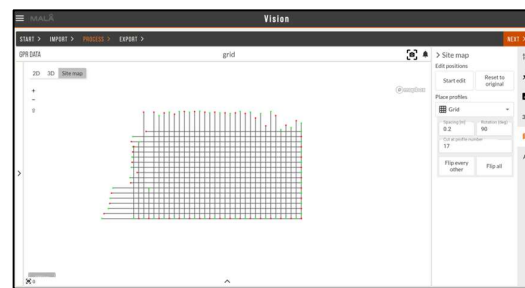 MALÅ
Vision
START > IMPORT > PROCESS > EXPORT > NEXT >
GPR DATA
grid
2D 3D Site map
+
−
mapbox
> Site map
Edit positions
Start edit
Reset to original
Place profiles
Grid
Spacing [m]
0.2
Rotation [deg]
90
Cut at profile number
17
Flip every other
Flip all